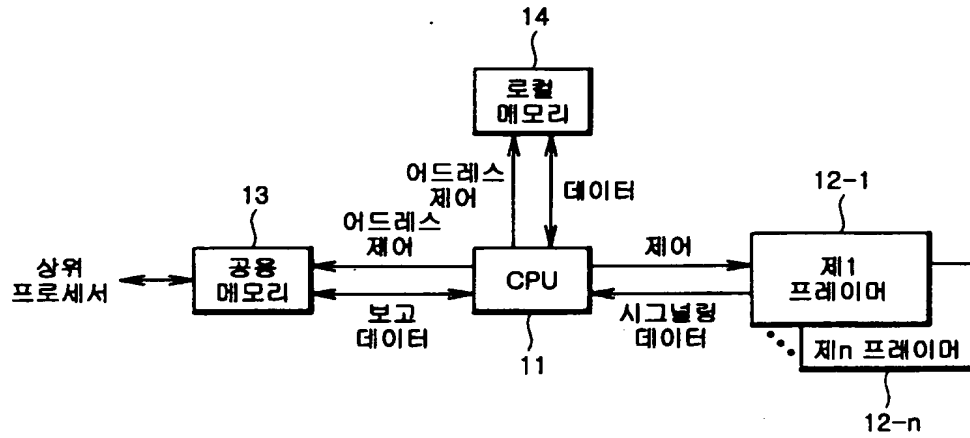 14
로컬
메모리
어드레스
제어
데이터
13
어드레스
제어
12-1
상위
프로세서
공용
메모리
CPU
제어
제1
프레이머
보고
데이터
시그널링
데이터
11
제n 프레이머
12-n